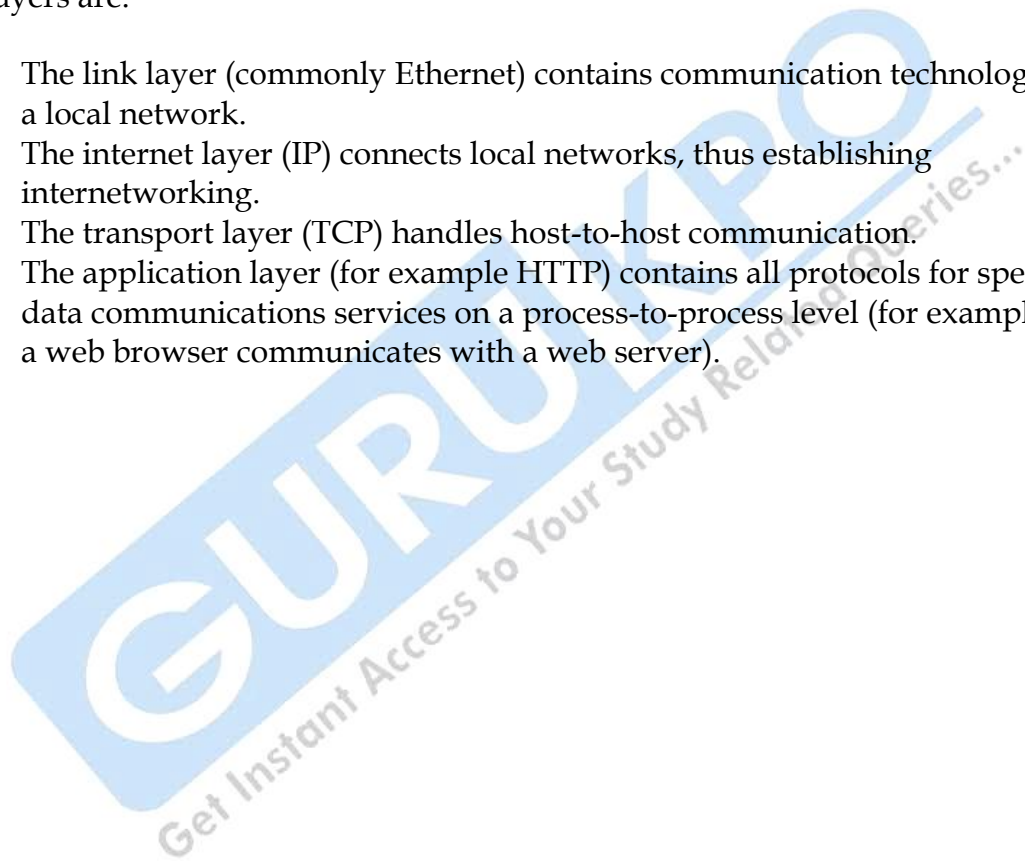 ayers are:
The link layer (commonly Ethernet) contains communication technolog
a local network.
The internet layer (IP) connects local networks, thus establishing
internetworking.
The transport layer (TCP) handles host-to-host communication.
The application layer (for example HTTP) contains all protocols for spe
data communications services on a process-to-process level (for exampl
a web browser communicates with a web server).
GURUKPO
Get Instant Access to Your Study Related Queries...